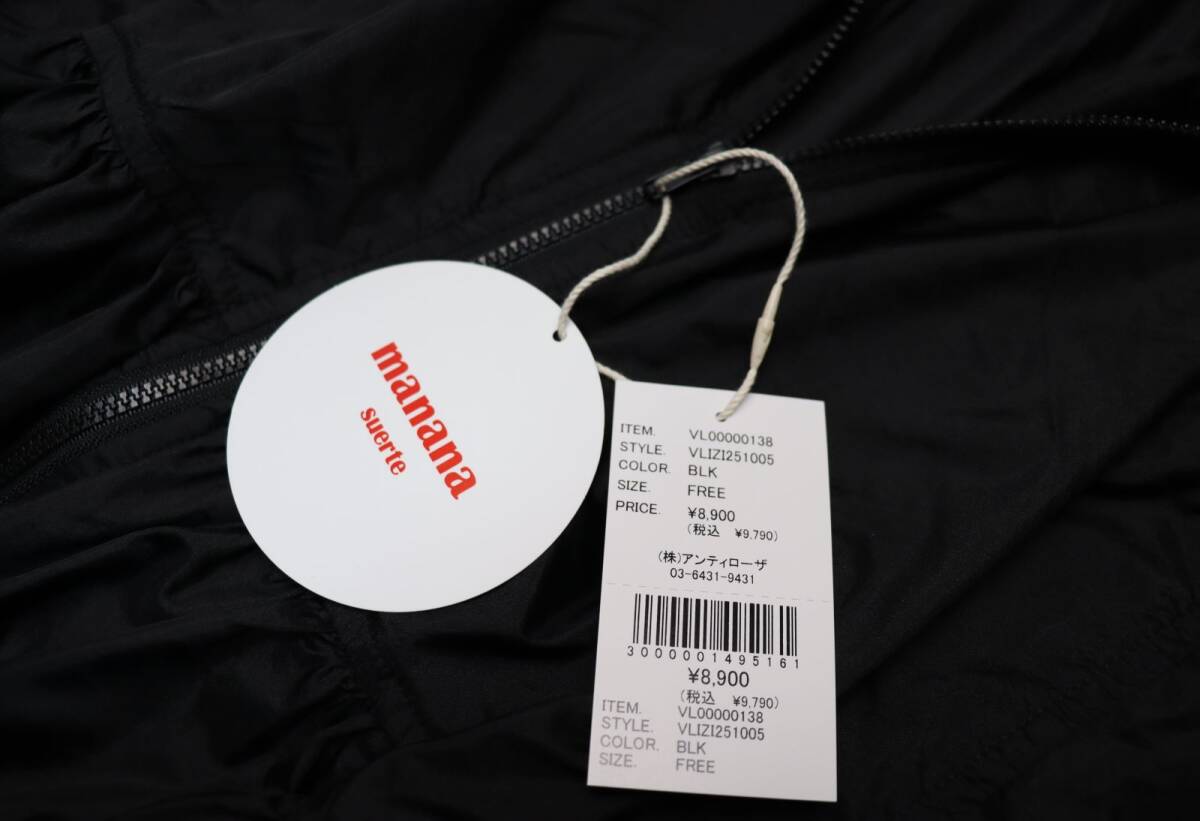 manana
suerte
ITEM. VL00000138
STYLE. VLIZI251005
COLOR. BLK
SIZE. FREE
PRICE. ¥8,900
(税込 ¥9,790)
(株)アンティローザ
03-6431-9431
3000001495161
¥8,900
(税込 ¥9,790)
ITEM. VL00000138
STYLE. VLIZI251005
COLOR. BLK
SIZE. FREE